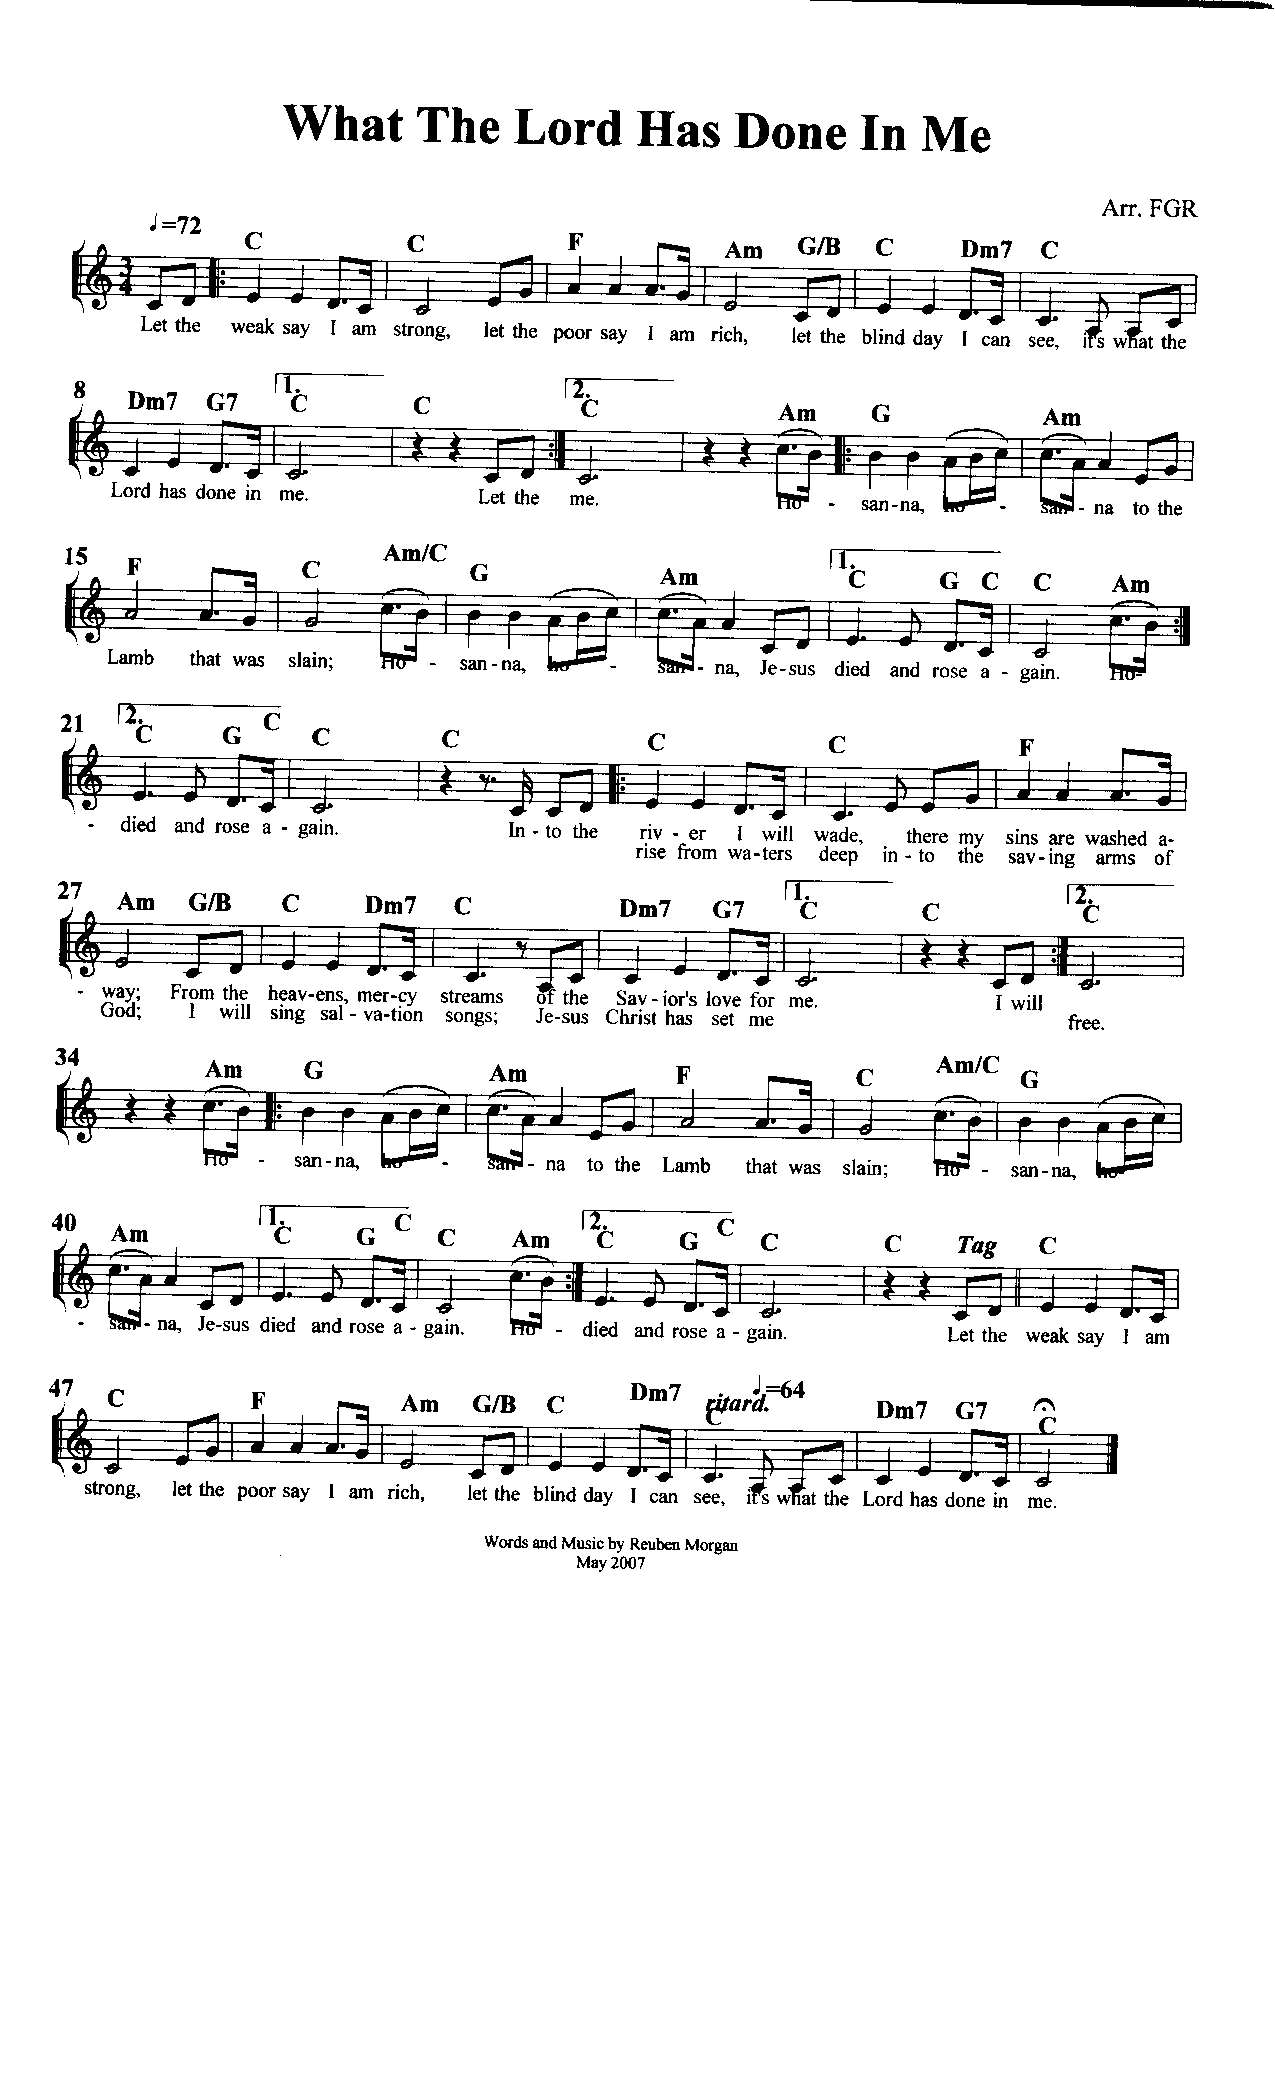 What The Lord Has Done In Me
Arr. FGR
♩=72
C C F Am G/B C Dm7 C
3
4
Let the weak say I am strong, let the poor say I am rich, let the blind day I can see, it's what the
8
1. 2.
Dm7 G7 C C C Am G Am
Lord has done in me. Let the me. Ho - san-na, ho - san - na to the
15
1.
F C Am/C G Am C G C C Am
Lamb that was slain; Ho - san-na, ho - san - na, Je-sus died and rose a - gain. Ho-
21
2.
C G C C C C C F
- died and rose a - gain. In - to the riv - er I will wade, there my sins are washed a-
rise from wa-ters deep in - to the sav-ing arms of
27
1. 2.
Am G/B C Dm7 C Dm7 G7 C C C
- way; From the heav-ens, mer-cy streams of the Sav-ior's love for me. I will
God; I will sing sal-va-tion songs; Je-sus Christ has set me free.
34
Am G Am F C Am/C G
Ho - san-na, ho - san - na to the Lamb that was slain; Ho - san-na, ho
40
1. 2.
Am C G C C Am C G C C C Tag C
- san - na, Je-sus died and rose a - gain. Ho - died and rose a - gain. Let the weak say I am
47
♩=64
C F Am G/B C Dm7 ritard. C Dm7 G7 C
strong, let the poor say I am rich, let the blind day I can see, it's what the Lord has done in me.
Words and Music by Reuben Morgan
May 2007